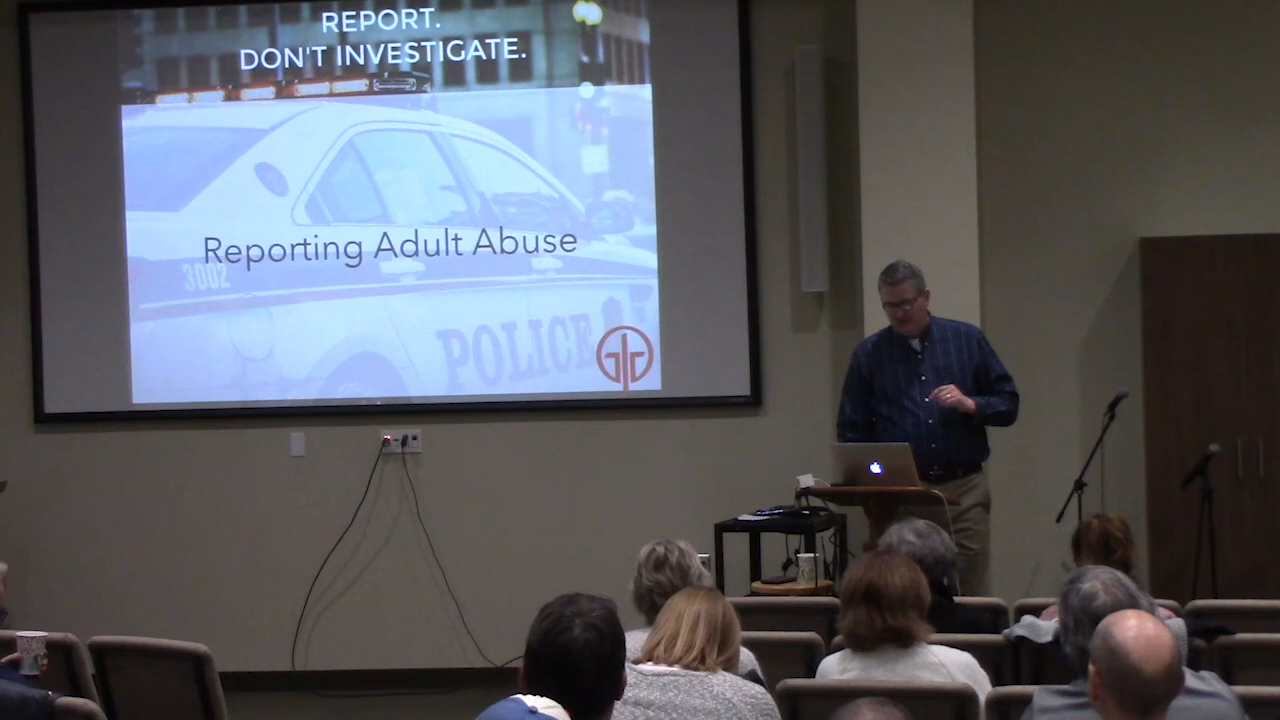 REPORT.
DON'T INVESTIGATE.
Reporting Adult Abuse
3002
POLICE